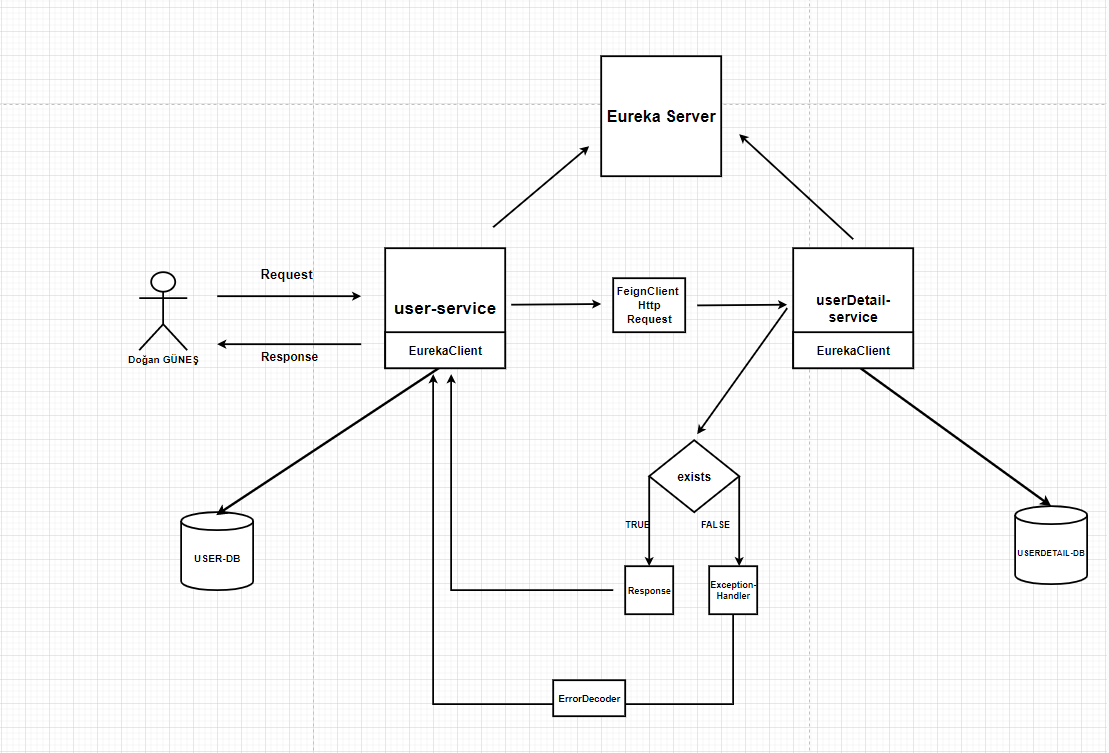 Eureka Server
Request
user-service
EurekaClient
FeignClient
Http
Request
userDetail-
service
EurekaClient
Response
Doğan GÜNEŞ
exists
TRUE
FALSE
USER-DB
USERDETAIL-DB
Response
Exception-
Handler
ErrorDecoder